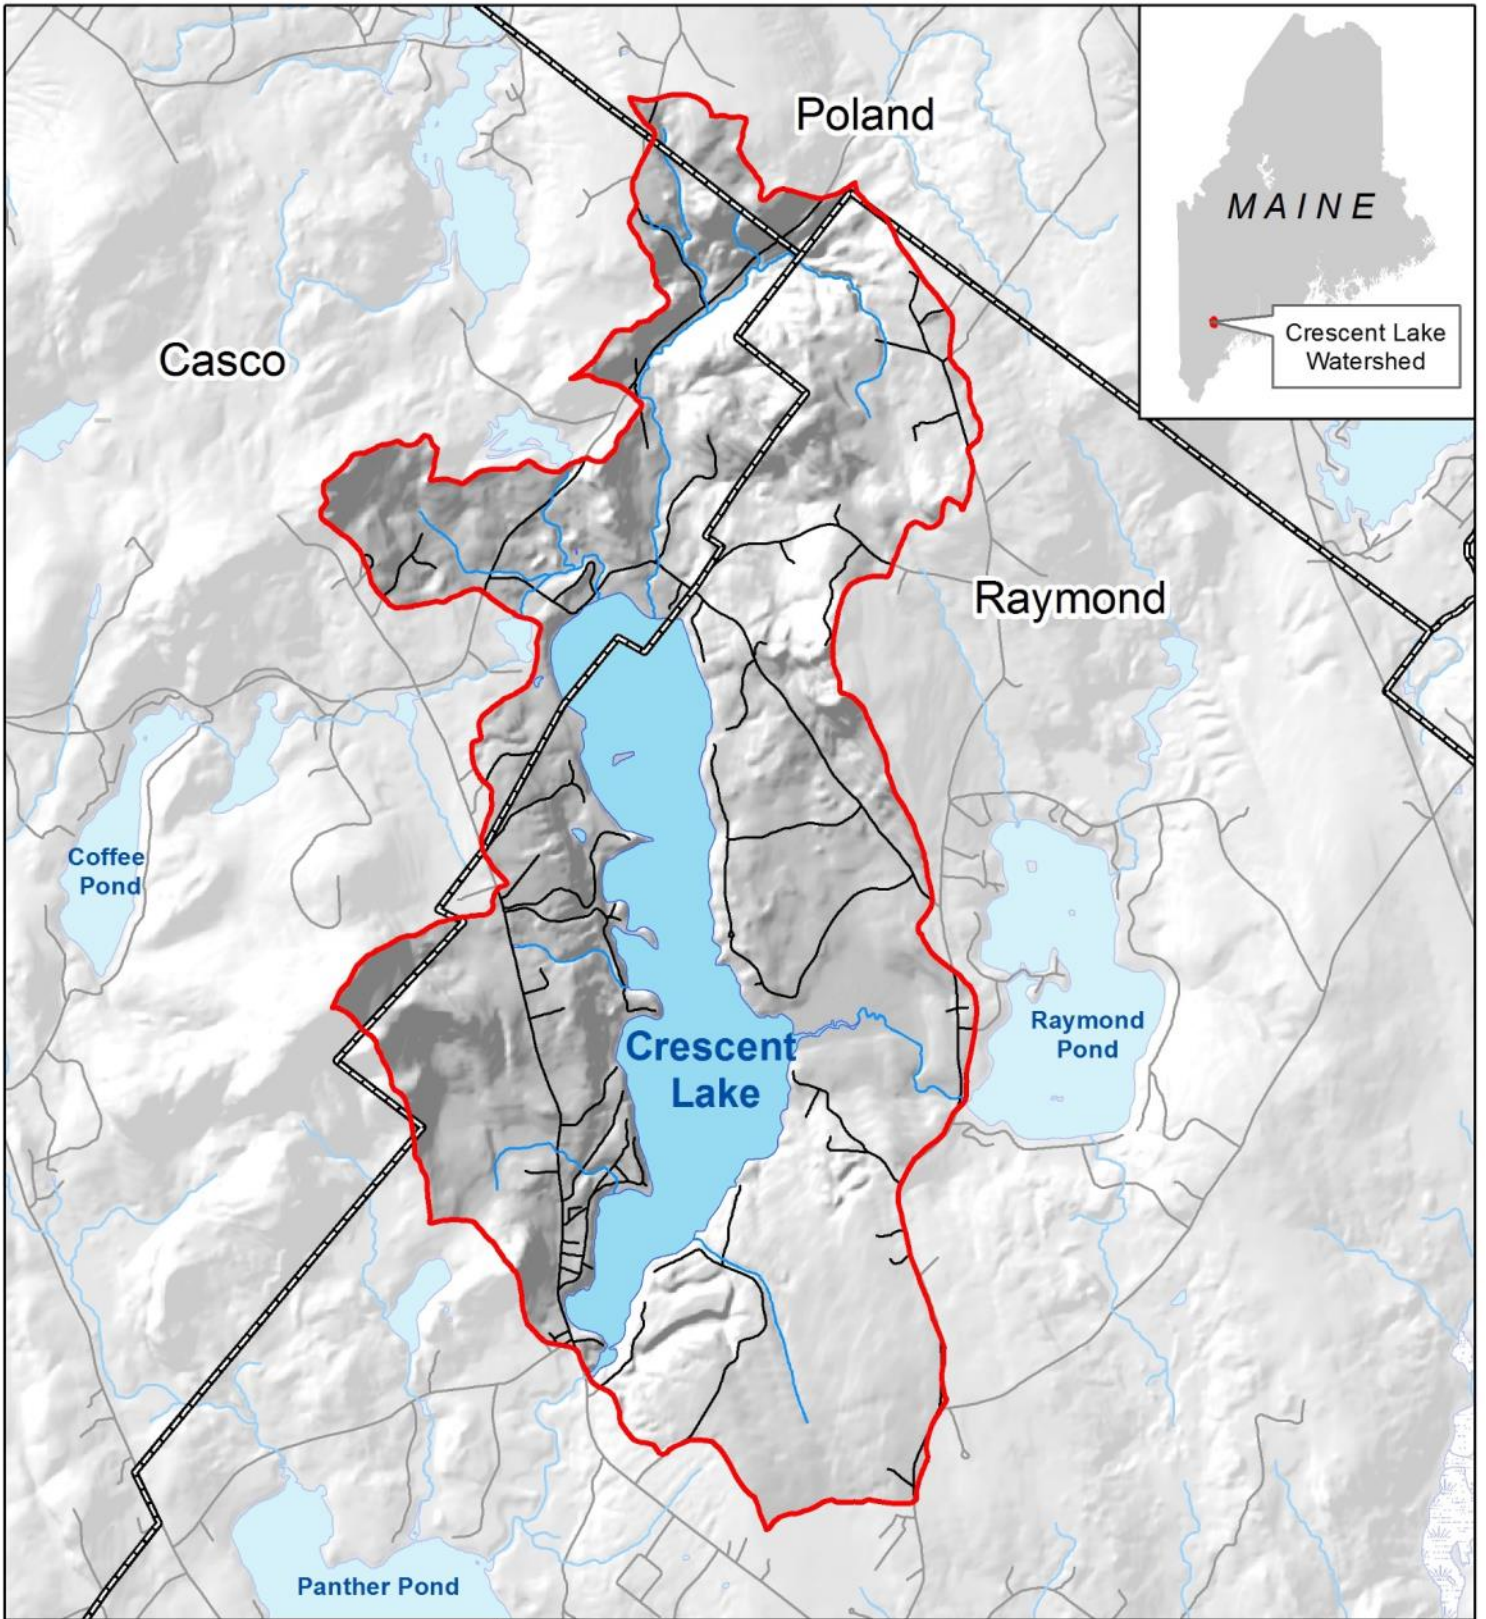 Poland
MAINE
Crescent Lake
Watershed
Casco
Raymond
Coffee
Pond
Raymond
Pond
Crescent
Lake
Panther Pond